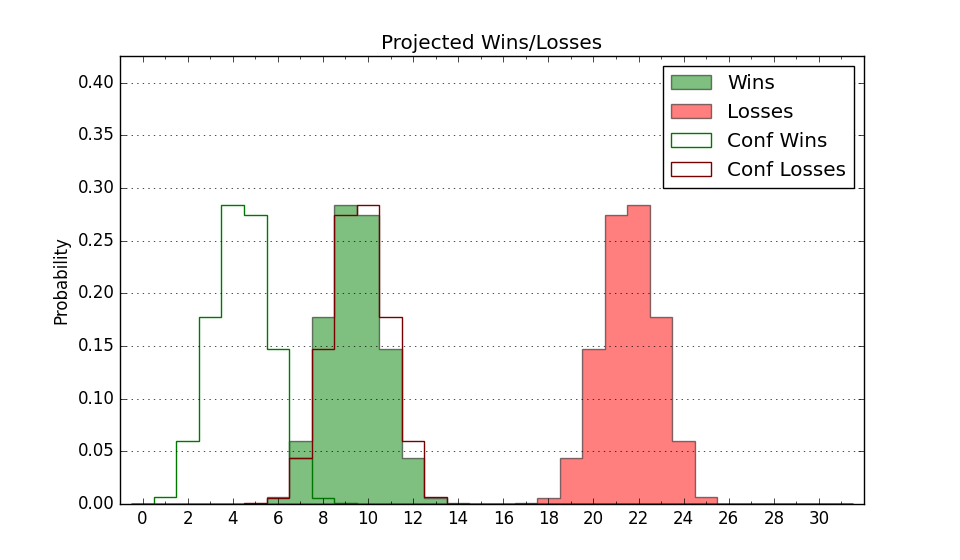 Projected Wins/Losses
0.40
0.35
0.30
0.25
0.20
0.15
0.10
0.05
0.00
Probability
Wins
Losses
Conf Wins
Conf Losses
0 2 4 6 8 10 12 14 16 18 20 22 24 26 28 30